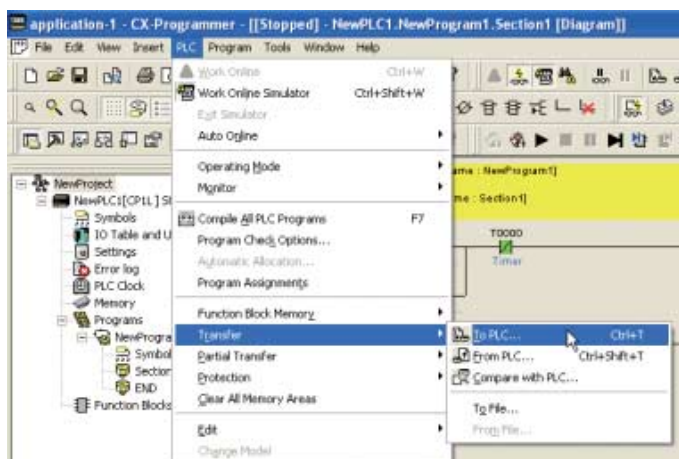 application-1 - CX-Programmer - [[Stopped] - NewPLC1.NewProgram1.Section1 [Diagram]]
File Edit View Insert PLC Program Tools Window Help
Work Online Ctrl+W
Work Online Simulator Ctrl+Shift+W
Exit Simulator
Auto Online
Operating Mode
Monitor
Compile All PLC Programs F7
Program Check Options...
Automatic Allocation...
Program Assignments
Function Block Memory
Transfer
Partial Transfer
Protection
Clear All Memory Areas
Edit
Change Model
To PLC... Ctrl+T
From PLC... Ctrl+Shift+T
Compare with PLC...
To File...
From File...
NewProject
NewPLC1[CP1L] St
Symbols
IO Table and U
Settings
Error log
PLC Clock
Memory
Programs
NewProgra
Symbol
Section
END
Function Blocks
ame : NewProgram1]
me : Section1]
T0000
Timer